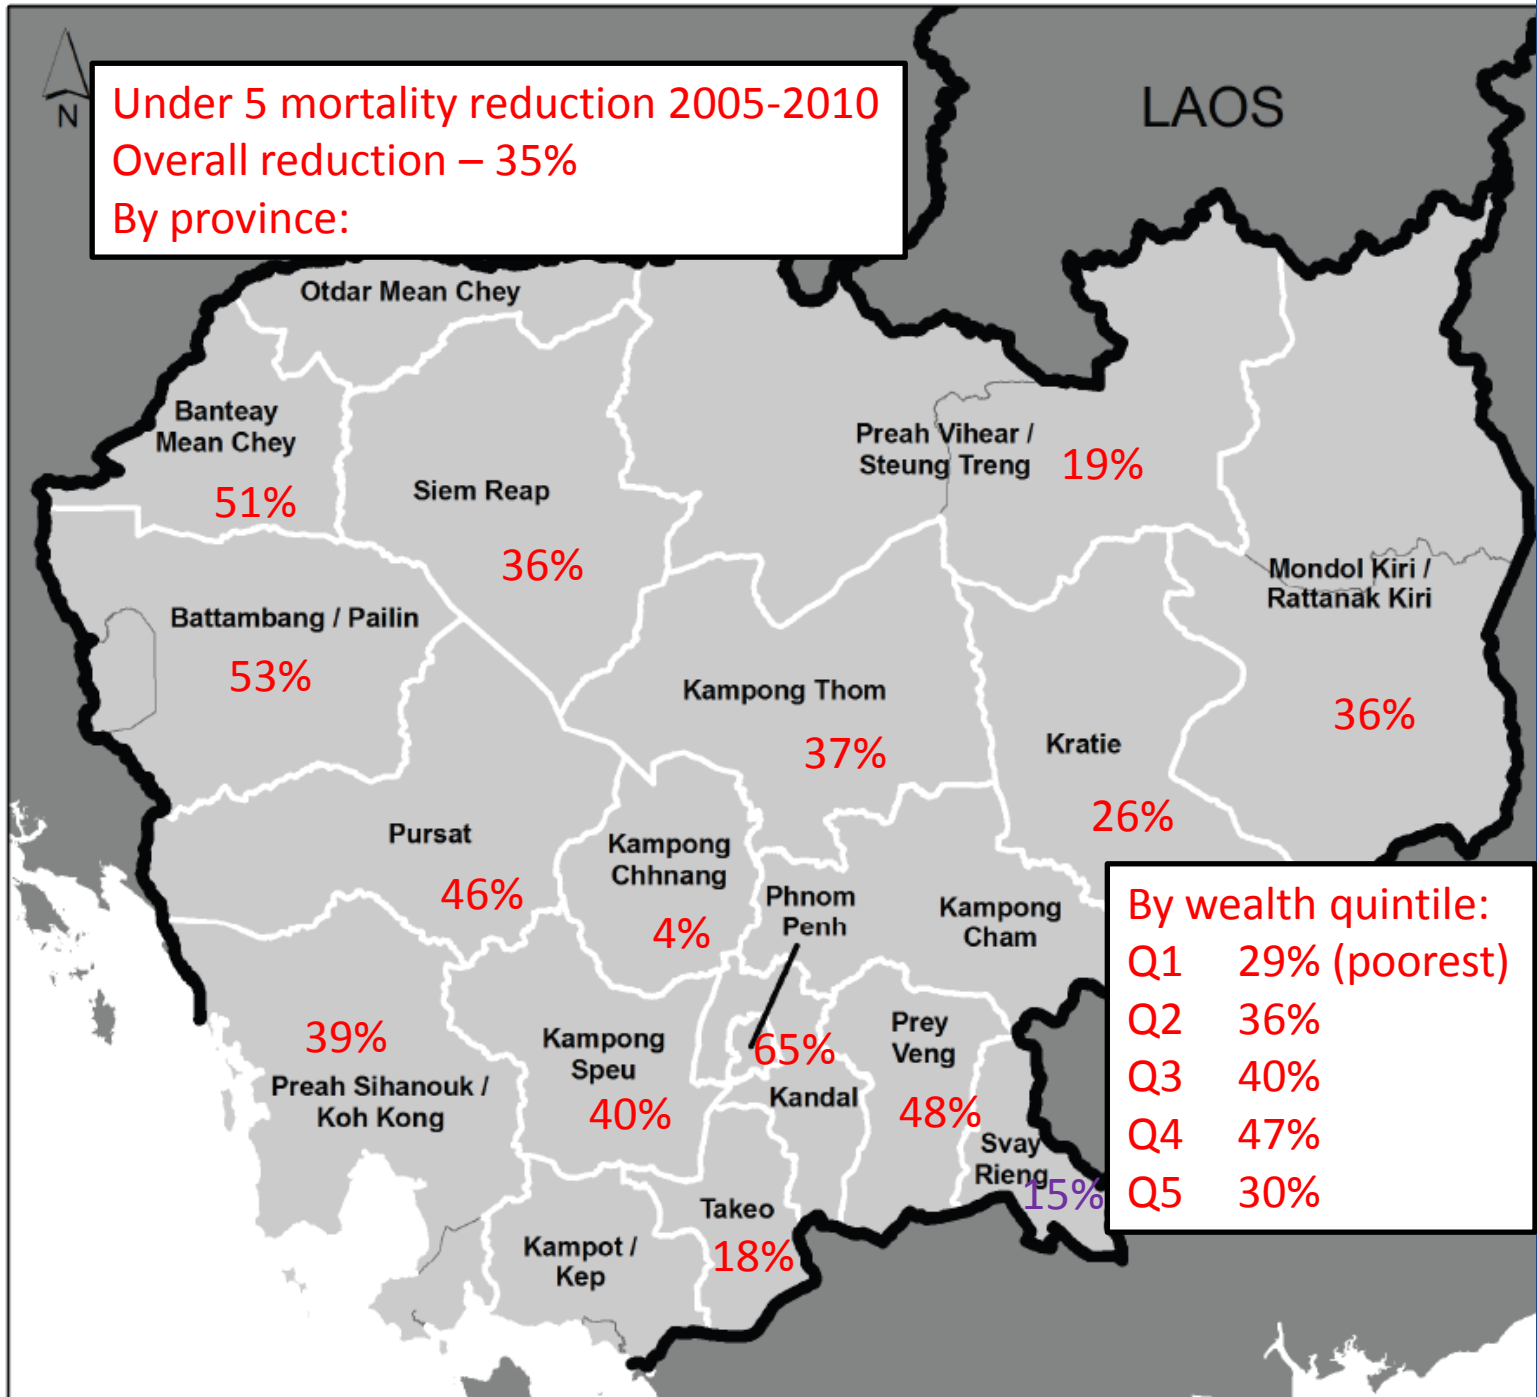 N
Under 5 mortality reduction 2005-2010
Overall reduction – 35%
By province:
LAOS
Otdar Mean Chey
Banteay
Mean Chey
51%
Siem Reap
36%
Preah Vihear /
Steung Treng
19%
Mondol Kiri /
Rattanak Kiri
36%
Battambang / Pailin
53%
Kampong Thom
37%
Kratie
26%
Pursat
46%
Kampong
Chhnang
4%
Phnom
Penh
65%
Kampong
Cham
39%
Preah Sihanouk /
Koh Kong
Kampong
Speu
40%
Kandal
Prey
Veng
48%
Svay
Rieng
15%
Takeo
18%
Kampot /
Kep
By wealth quintile:
Q1 29% (poorest)
Q2 36%
Q3 40%
Q4 47%
Q5 30%